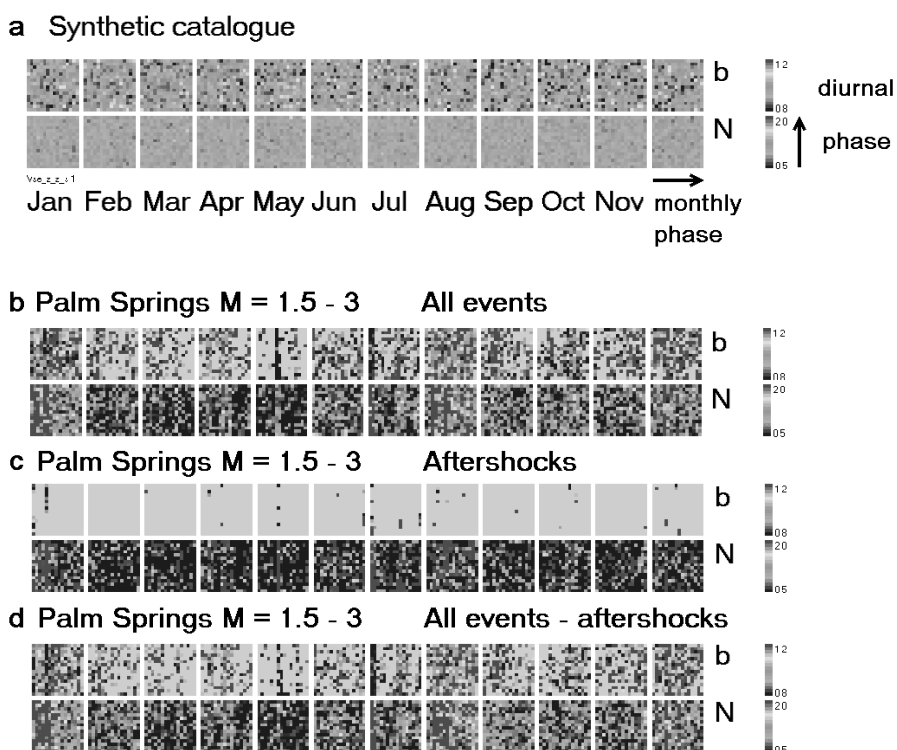 a Synthetic catalogue
b
12
08
diurnal
N
20
05
phase
Jan Feb Mar Apr May Jun Jul Aug Sep Oct Nov monthly
phase
b Palm Springs M = 1.5 - 3 All events
b
12
08
N
20
05
c Palm Springs M = 1.5 - 3 Aftershocks
b
12
08
N
20
05
d Palm Springs M = 1.5 - 3 All events - aftershocks
b
12
08
N
20
05